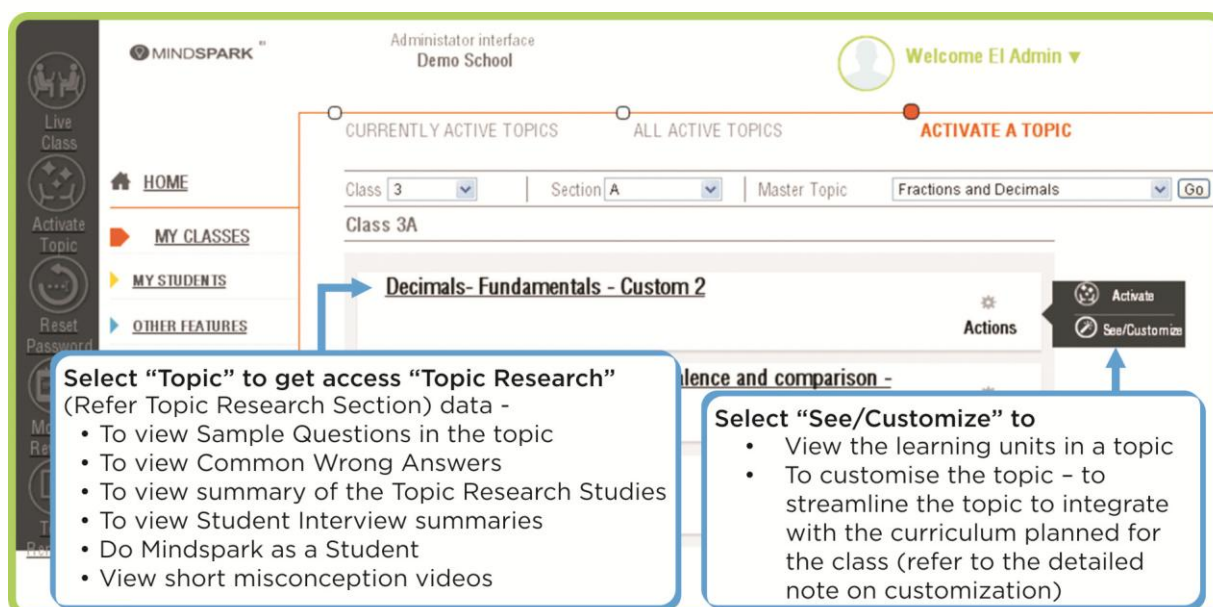 MINDSPARK
Administator interface
Demo School
Welcome EI Admin ▼
Live
Class
Activate
Topic
Reset
Password
CURRENTLY ACTIVE TOPICS
ALL ACTIVE TOPICS
ACTIVATE A TOPIC
HOME
MY CLASSES
MY STUDENTS
OTHER FEATURES
Class 3 Section A Master Topic Fractions and Decimals Go
Class 3A
Decimals- Fundamentals - Custom 2
Actions
Activate
See/Customize
and comparison -
Select “Topic” to get access “Topic Research”
(Refer Topic Research Section) data -
• To view Sample Questions in the topic
• To view Common Wrong Answers
• To view summary of the Topic Research Studies
• To view Student Interview summaries
• Do Mindspark as a Student
• View short misconception videos
Select “See/Customize” to
• View the learning units in a topic
• To customise the topic – to
streamline the topic to integrate
with the curriculum planned for
the class (refer to the detailed
note on customization)